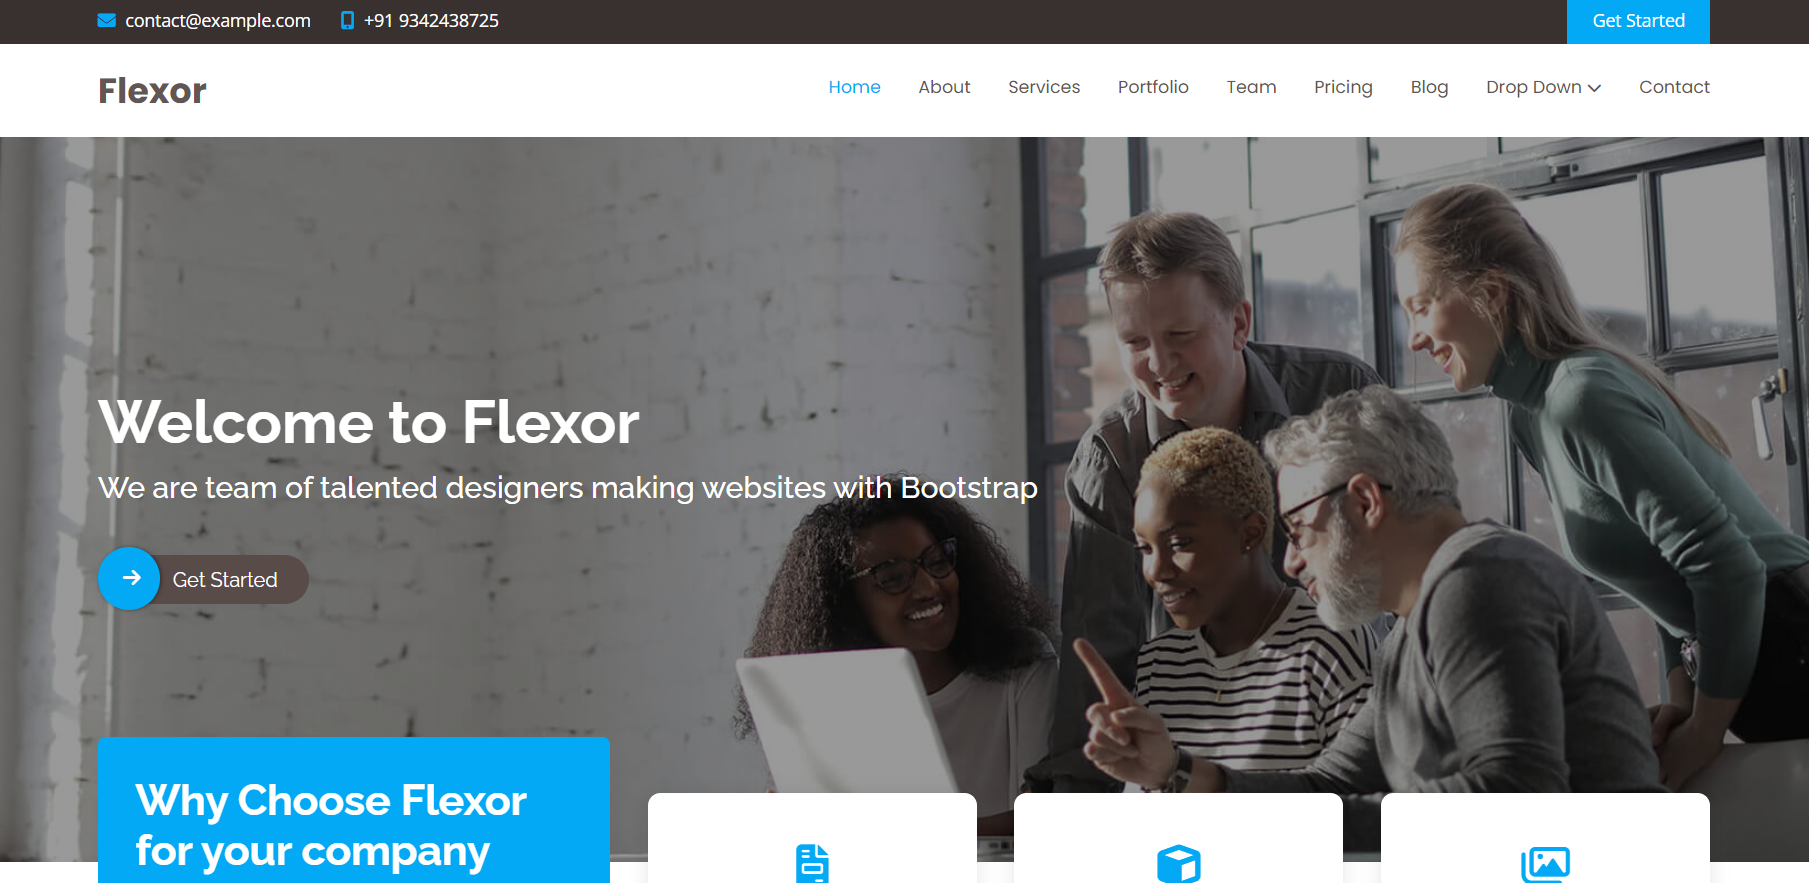 contact@example.com +91 9342438725 Get Started
Flexor Home About Services Portfolio Team Pricing Blog Drop Down Contact
Welcome to Flexor
We are team of talented designers making websites with Bootstrap
Get Started
Why Choose Flexor
for your company